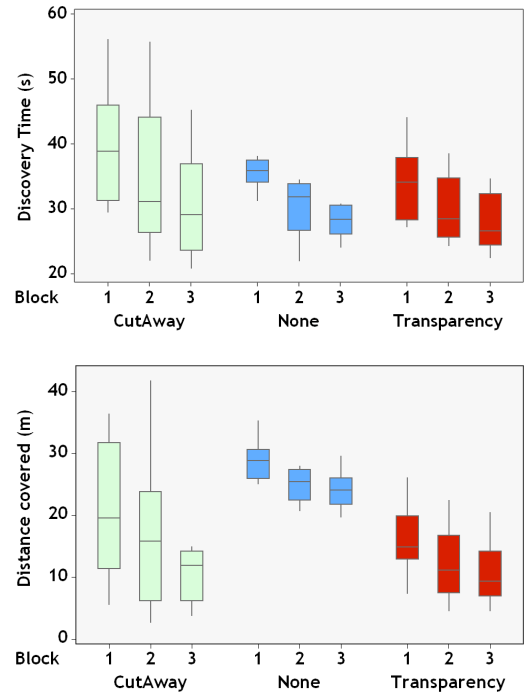 60
50
40
30
20
Discovery Time (s)
Block 1 2 3 1 2 3 1 2 3
CutAway None Transparency
40
30
20
10
0
Distance covered (m)
Block 1 2 3 1 2 3 1 2 3
CutAway None Transparency